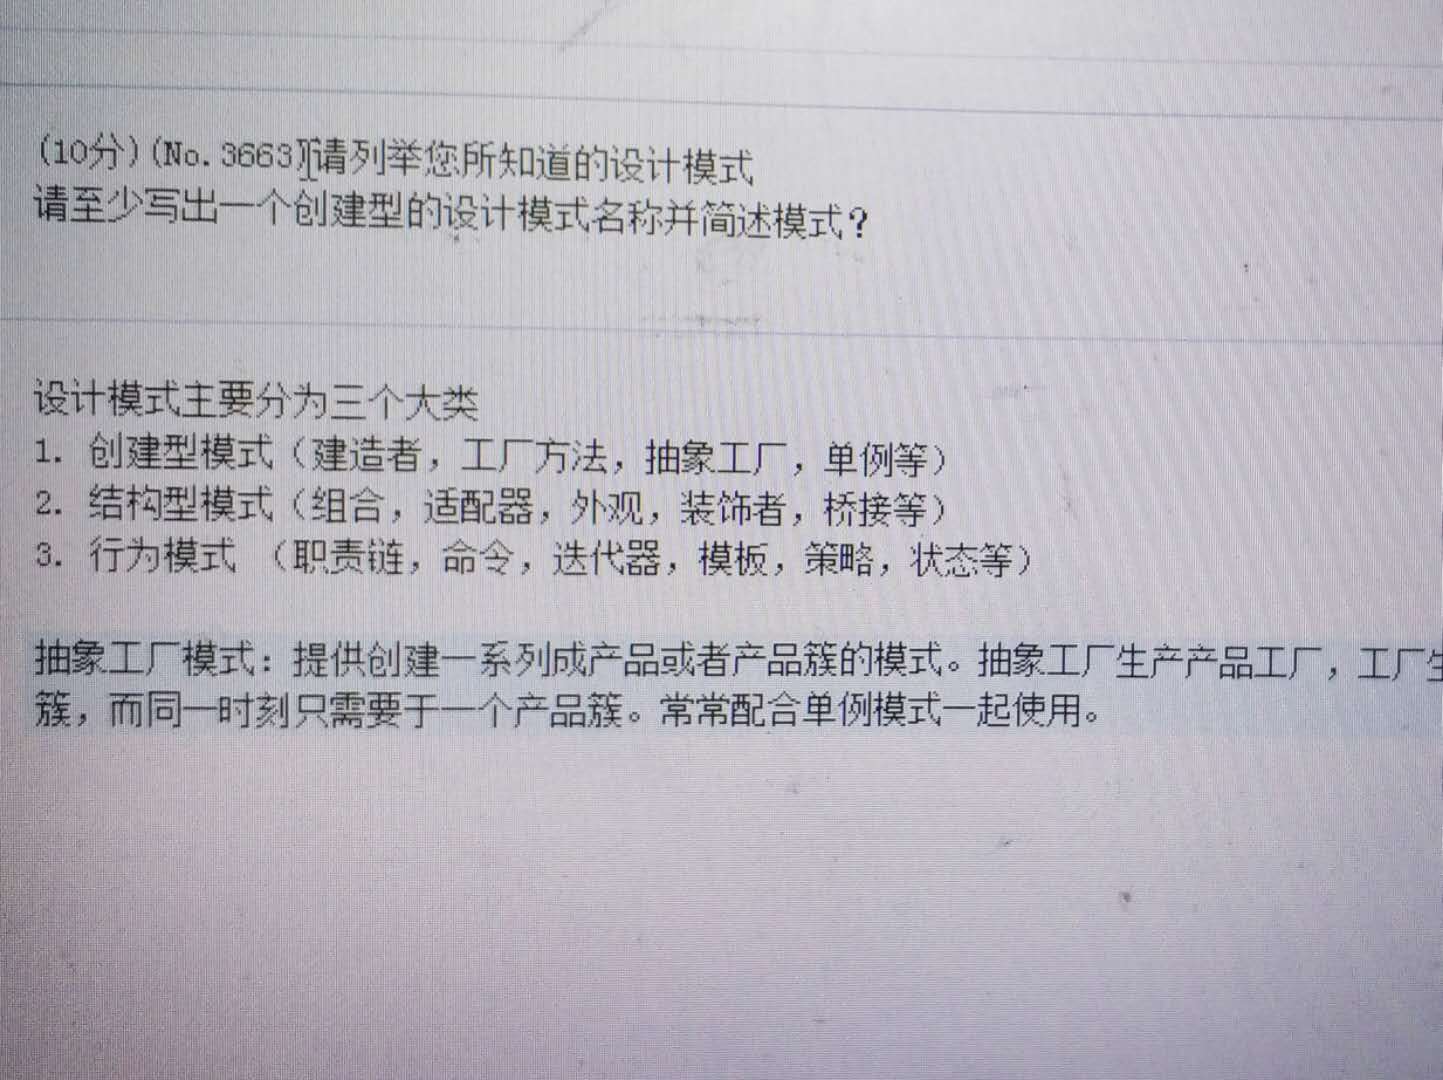 (10分)(No.3663)请列举您所知道的设计模式
请至少写出一个创建型的设计模式名称并简述模式?
设计模式主要分为三个大类
1. 创建型模式（建造者，工厂方法，抽象工厂，单例等）
2. 结构型模式（组合，适配器，外观，装饰者，桥接等）
3. 行为模式 （职责链，命令，迭代器，模板，策略，状态等）
抽象工厂模式：提供创建一系列成产品或者产品簇的模式。抽象工厂生产产品工厂，工厂生
簇，而同一时刻只需要于一个产品簇。常常配合单例模式一起使用。